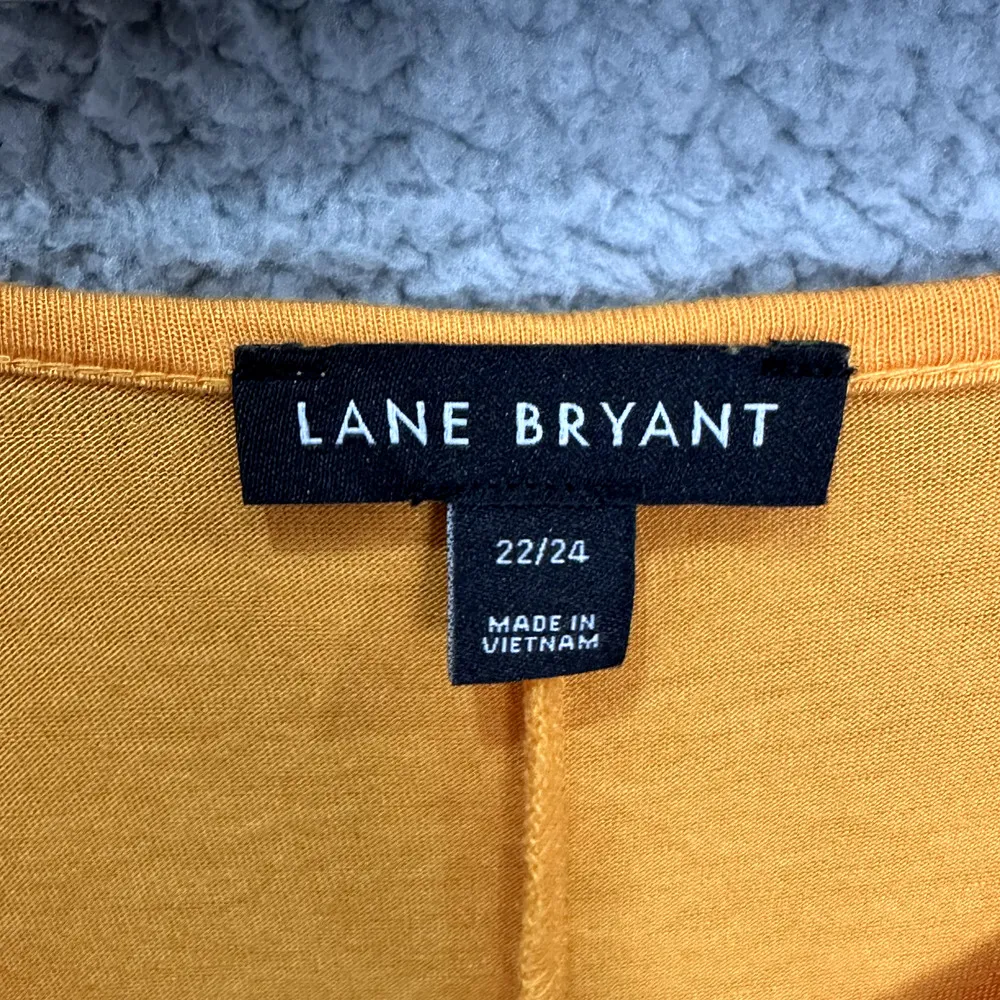 LANE BRYANT
22/24
MADE IN
VIETNAM